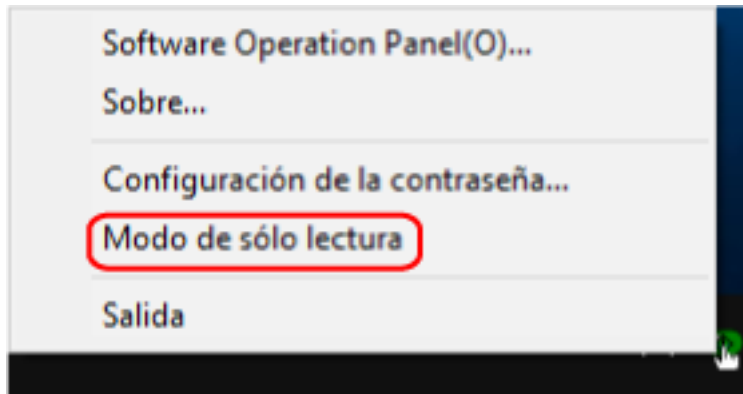 Software Operation Panel(O)...
Sobre...
Configuración de la contraseña...
Modo de sólo lectura
Salida